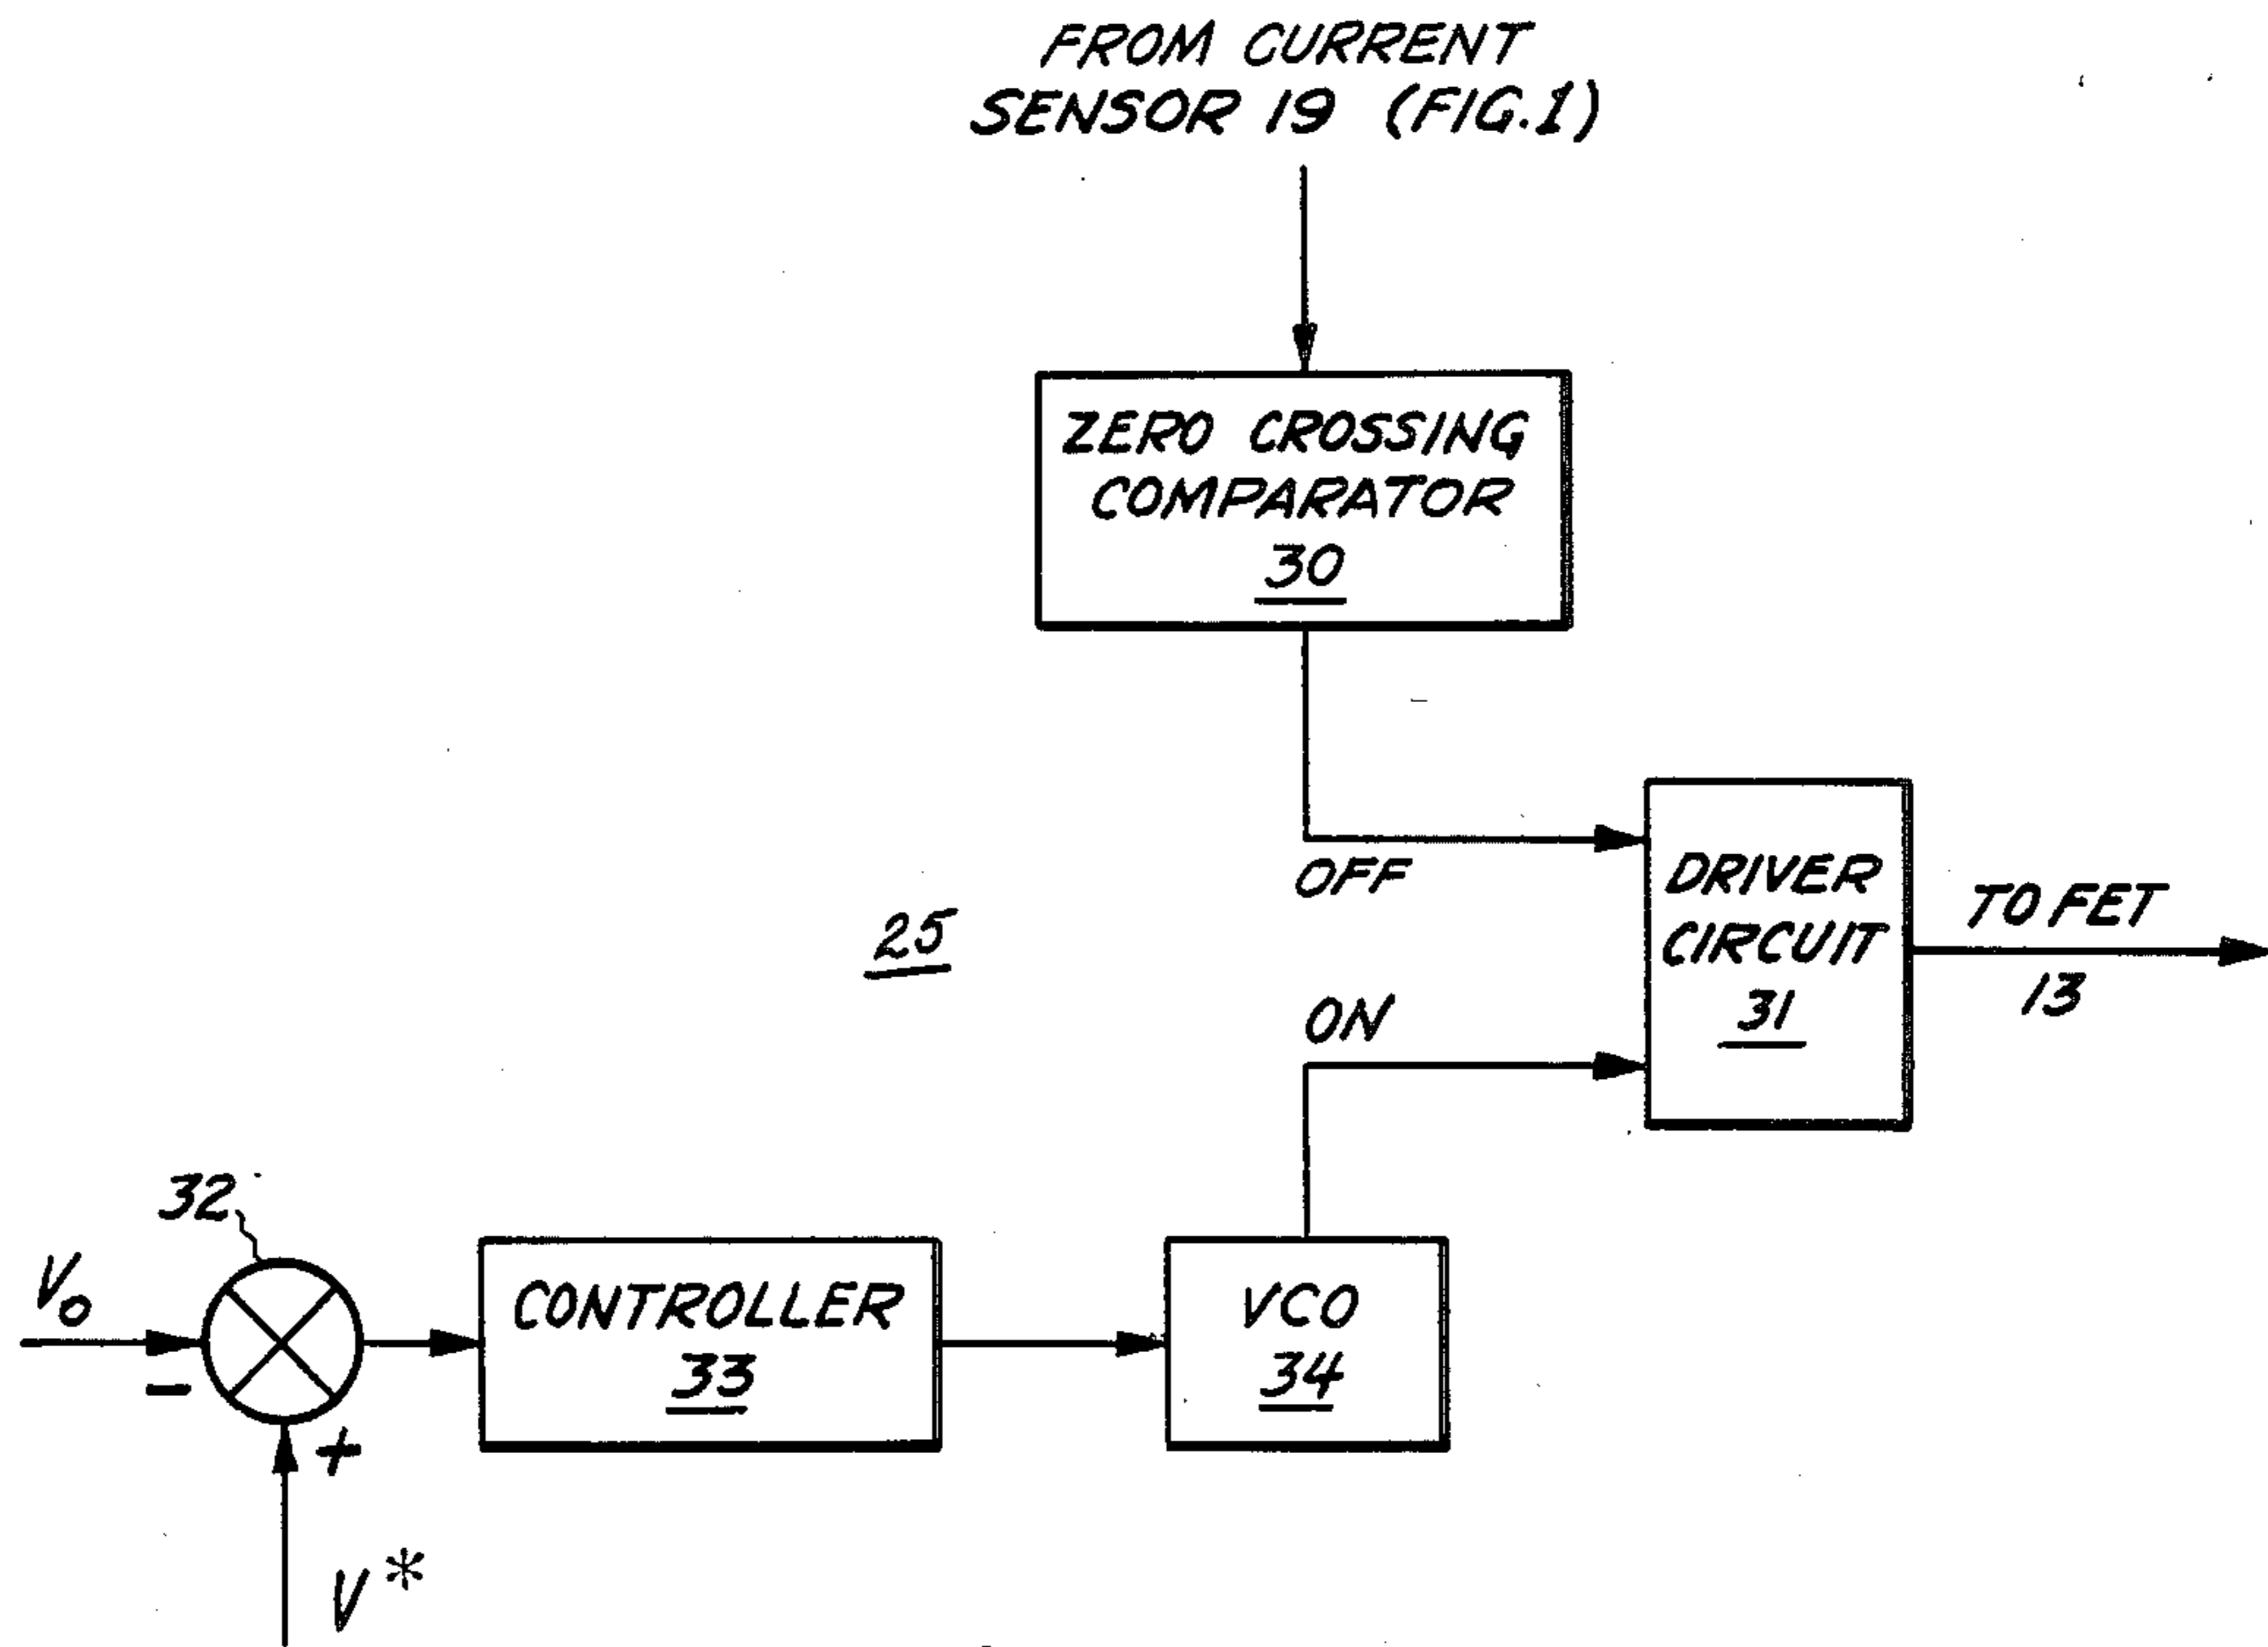 FROM CURRENT
SENSOR 19 (FIG.1)
ZERO CROSSING
COMPARATOR
30
OFF
DRIVER
CIRCUIT
31
TO FET
13
25
ON
32
V₀
-
+
V*
CONTROLLER
33
VCO
34